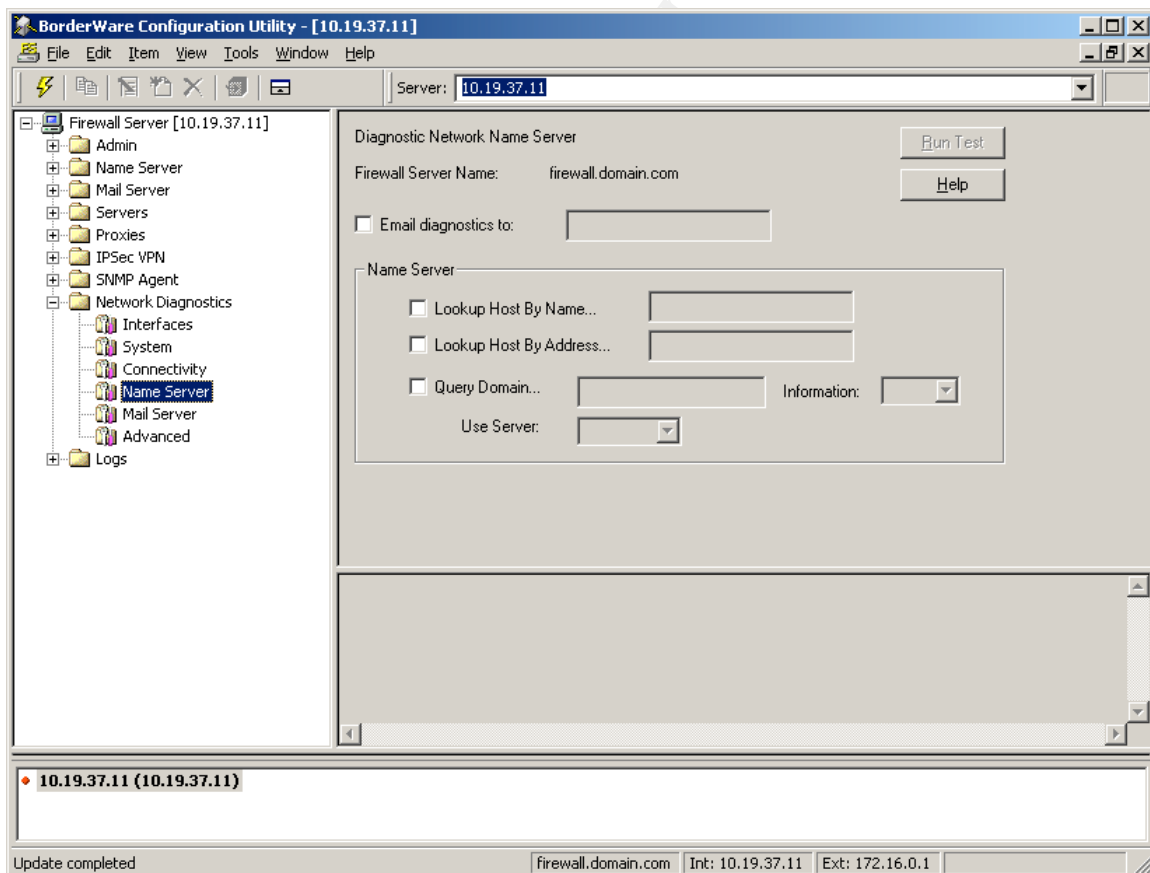 BorderWare Configuration Utility - [10.19.37.11]
File Edit Item View Tools Window Help
Server: 10.19.37.11
Firewall Server [10.19.37.11]
Admin
Name Server
Mail Server
Servers
Proxies
IPSec VPN
SNMP Agent
Network Diagnostics
Interfaces
System
Connectivity
Name Server
Mail Server
Advanced
Logs
Diagnostic Network Name Server
Run Test
Firewall Server Name: firewall.domain.com
Help
Email diagnostics to:
Name Server
Lookup Host By Name...
Lookup Host By Address...
Query Domain... Information:
Use Server:
10.19.37.11 (10.19.37.11)
Update completed firewall.domain.com Int: 10.19.37.11 Ext: 172.16.0.1